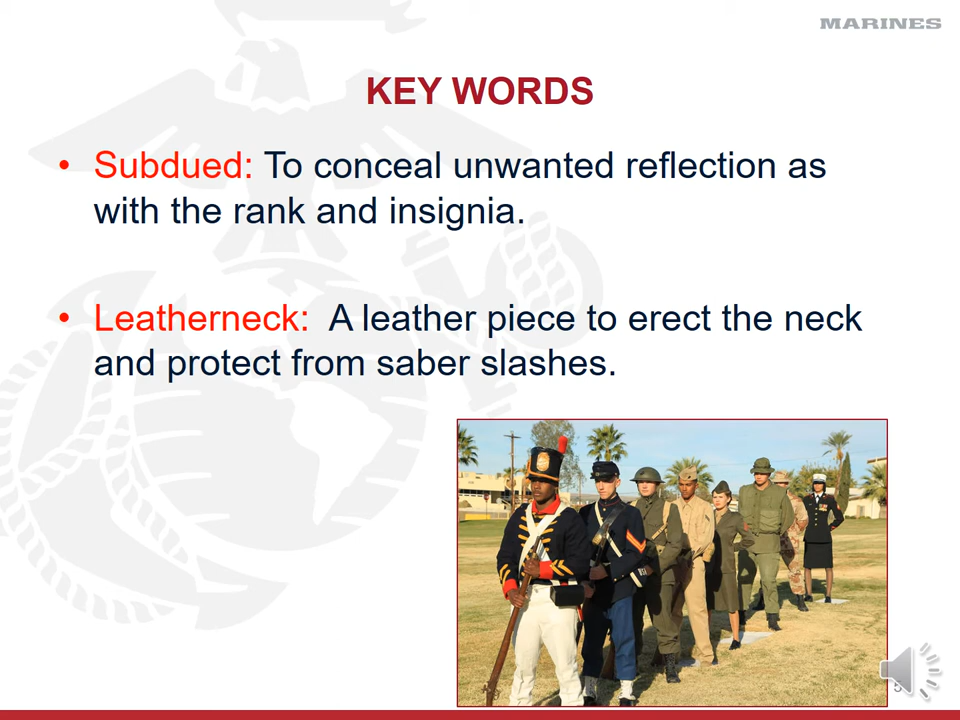 MARINES
KEY WORDS
• Subdued: To conceal unwanted reflection as
with the rank and insignia.
• Leatherneck: A leather piece to erect the neck
and protect from saber slashes.
5